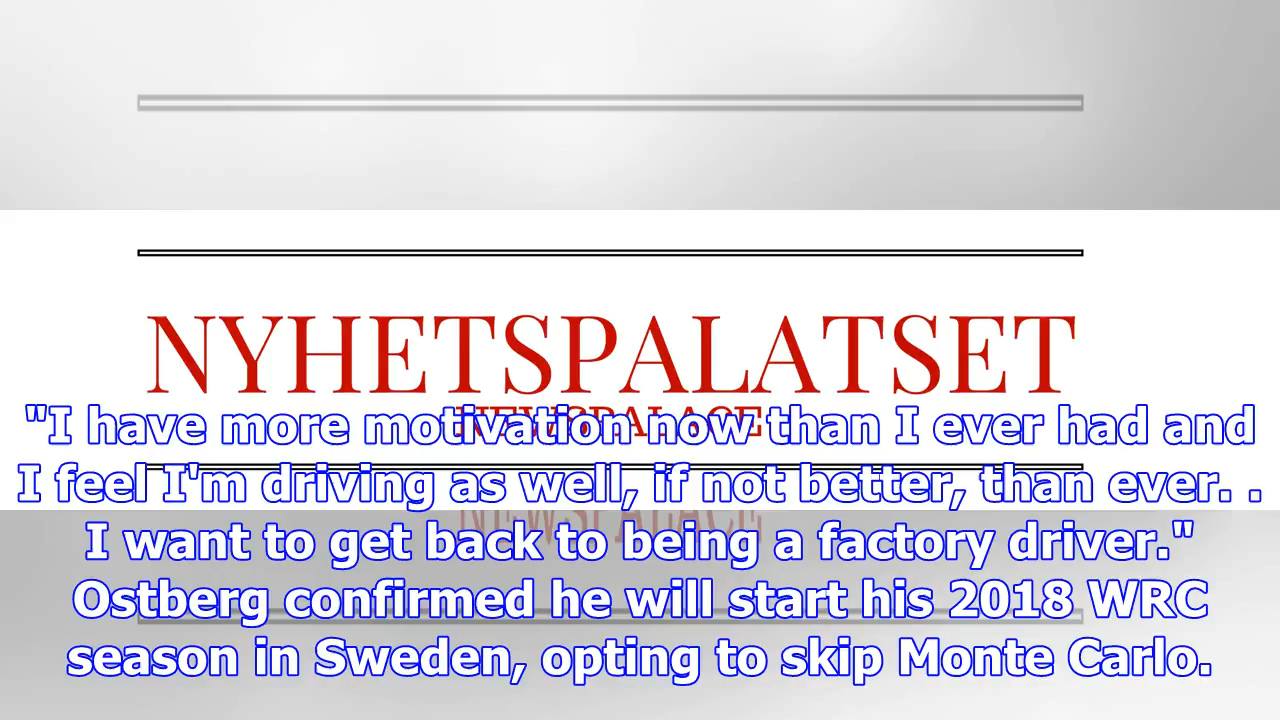 NYHETSPALATSET
NEWSPALACE
"I have more motivation now than I ever had and
I feel I'm driving as well, if not better, than ever. .
I want to get back to being a factory driver."
Ostberg confirmed he will start his 2018 WRC
season in Sweden, opting to skip Monte Carlo.